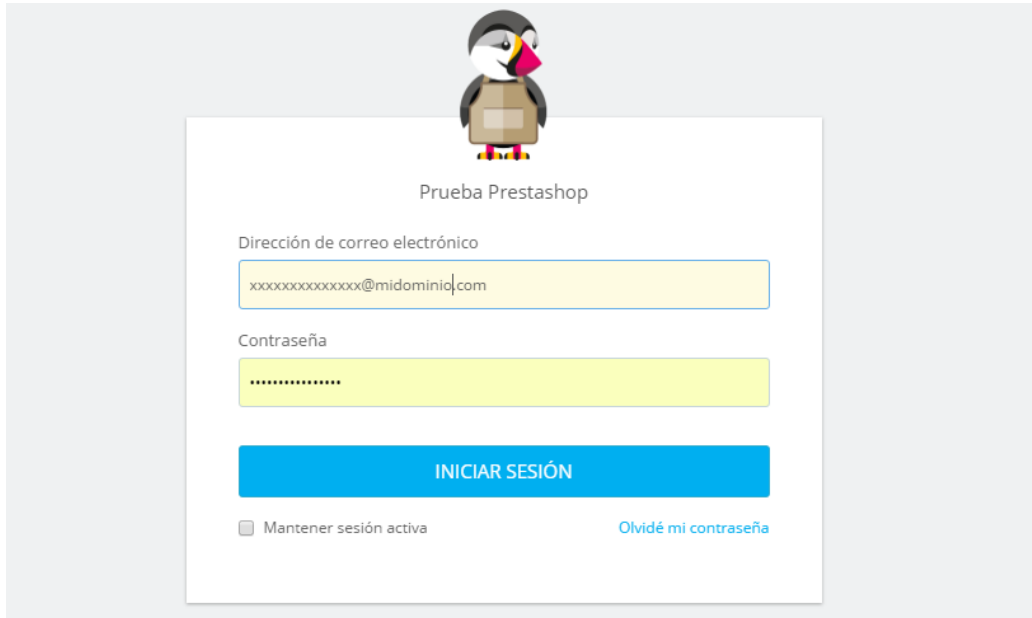 Prueba Prestashop
Dirección de correo electrónico
xxxxxxxxxxxxxx@midominio.com
Contraseña
••••••••••••••••
INICIAR SESIÓN
Mantener sesión activa
Olvidé mi contraseña